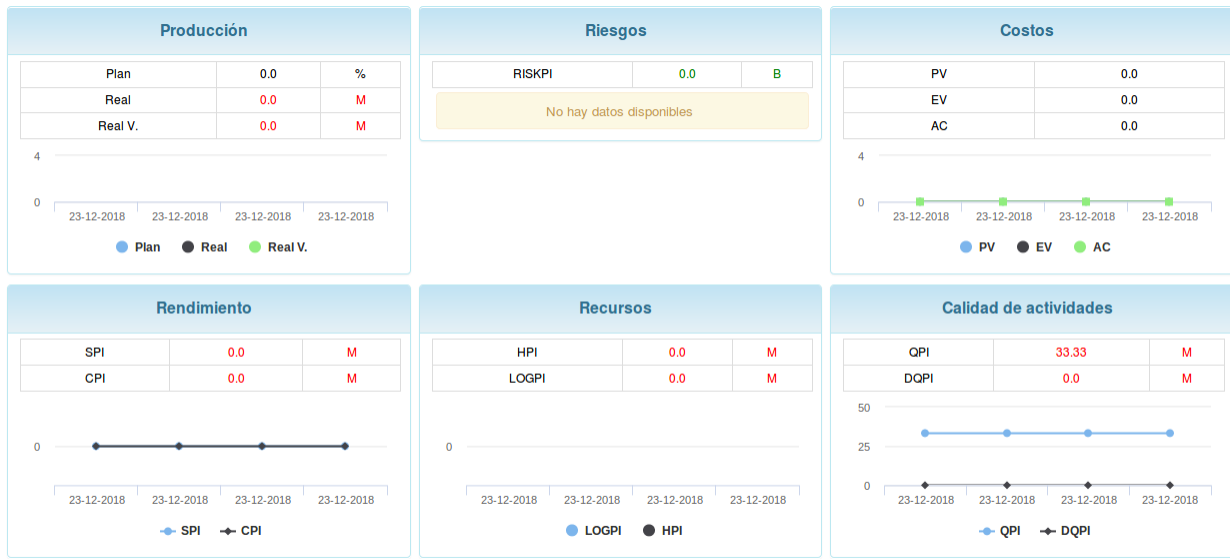 Producción
Plan 0.0 %
Real 0.0 M
Real V. 0.0 M
4
0
23-12-2018 23-12-2018 23-12-2018 23-12-2018
Plan Real Real V.
Riesgos
RISKPI 0.0 B
No hay datos disponibles
Costos
PV 0.0
EV 0.0
AC 0.0
4
0
23-12-2018 23-12-2018 23-12-2018 23-12-2018
PV EV AC
Rendimiento
SPI 0.0 M
CPI 0.0 M
0
23-12-2018 23-12-2018 23-12-2018 23-12-2018
SPI CPI
Recursos
HPI 0.0 M
LOGPI 0.0 M
0
23-12-2018 23-12-2018 23-12-2018 23-12-2018
LOGPI HPI
Calidad de actividades
QPI 33.33 M
DQPI 0.0 M
50
25
0
23-12-2018 23-12-2018 23-12-2018 23-12-2018
QPI DQPI